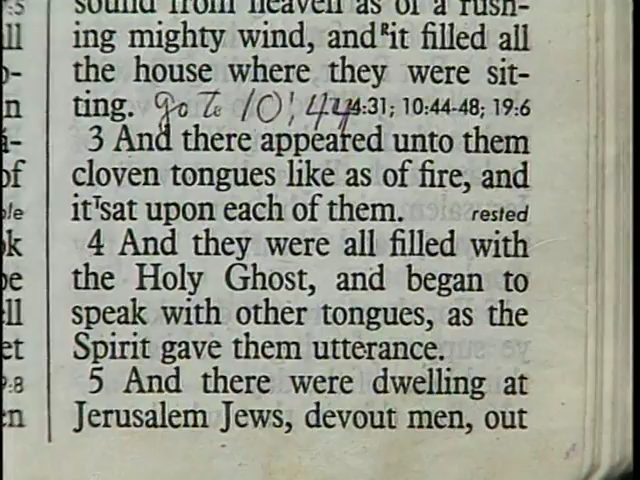 sound from heaven as of a rush-
ing mighty wind, and ᴿit filled all
the house where they were sit-
ting. go to 10:44 4:31; 10:44-48; 19:6
3 And there appeared unto them
cloven tongues like as of fire, and
it ᵀsat upon each of them. rested
4 And they were all filled with
the Holy Ghost, and began to
speak with other tongues, as the
Spirit gave them utterance.
5 And there were dwelling at
Jerusalem Jews, devout men, out